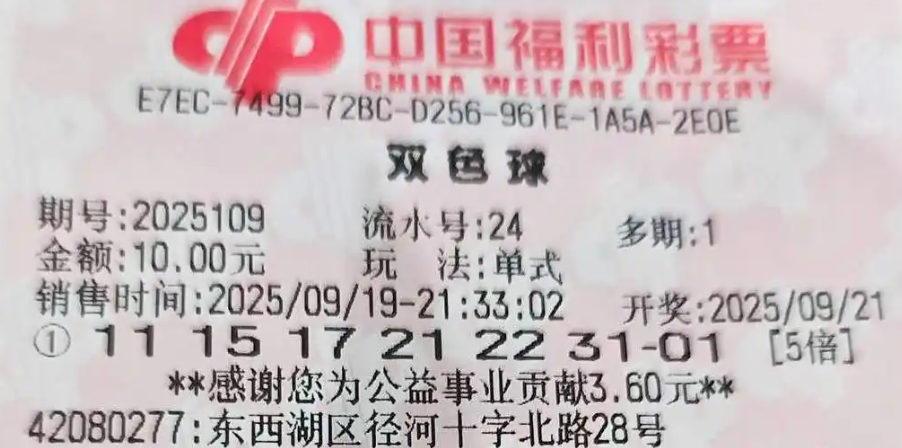 中国福利彩票
CHINA WELFARE LOTTERY
E7EC-7499-72BC-D256-961E-1A5A-2E0E
双色球
期号:2025109 流水号:24 多期:1
金额:10.00元 玩 法:单式
销售时间:2025/09/19-21:33:02 开奖:2025/09/21
① 11 15 17 21 22 31-01 [5倍]
**感谢您为公益事业贡献3.60元**
42080277:东西湖区径河十字北路28号